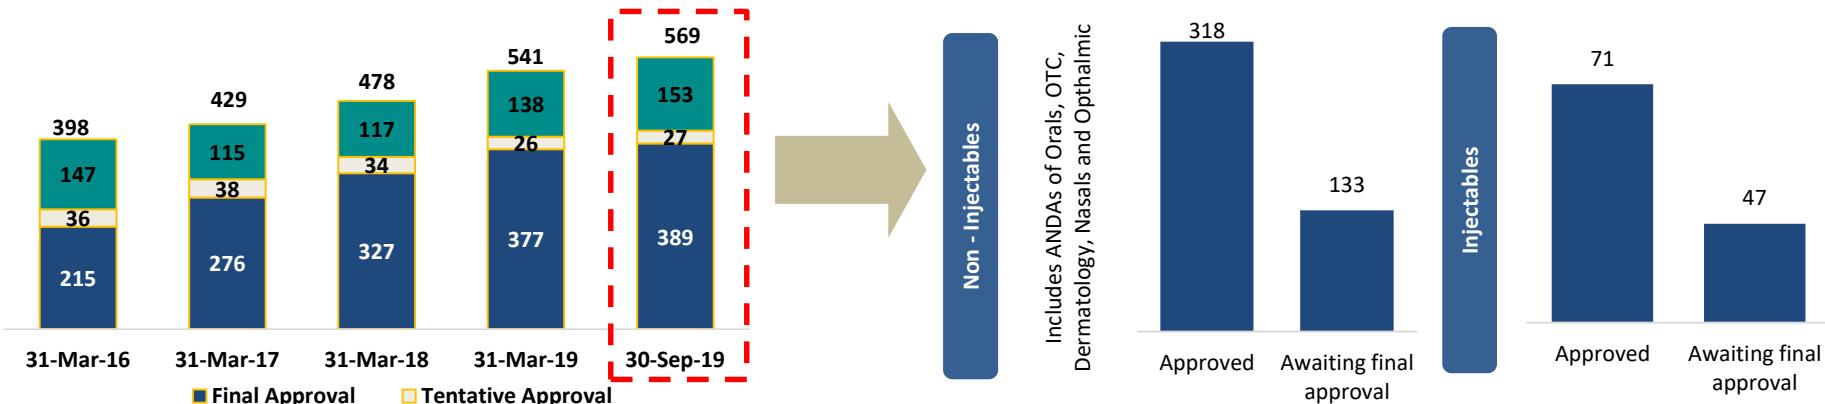 398
147
36
215
429
115
38
276
478
117
34
327
541
138
26
377
569
153
27
389
31-Mar-16
31-Mar-17
31-Mar-18
31-Mar-19
30-Sep-19
Final Approval
Tentative Approval
Non - Injectables
Includes ANDAs of Orals, OTC,
Dermatology, Nasals and Opthalmic
318
133
Approved
Awaiting final
approval
Injectables
71
47
Approved
Awaiting final
approval